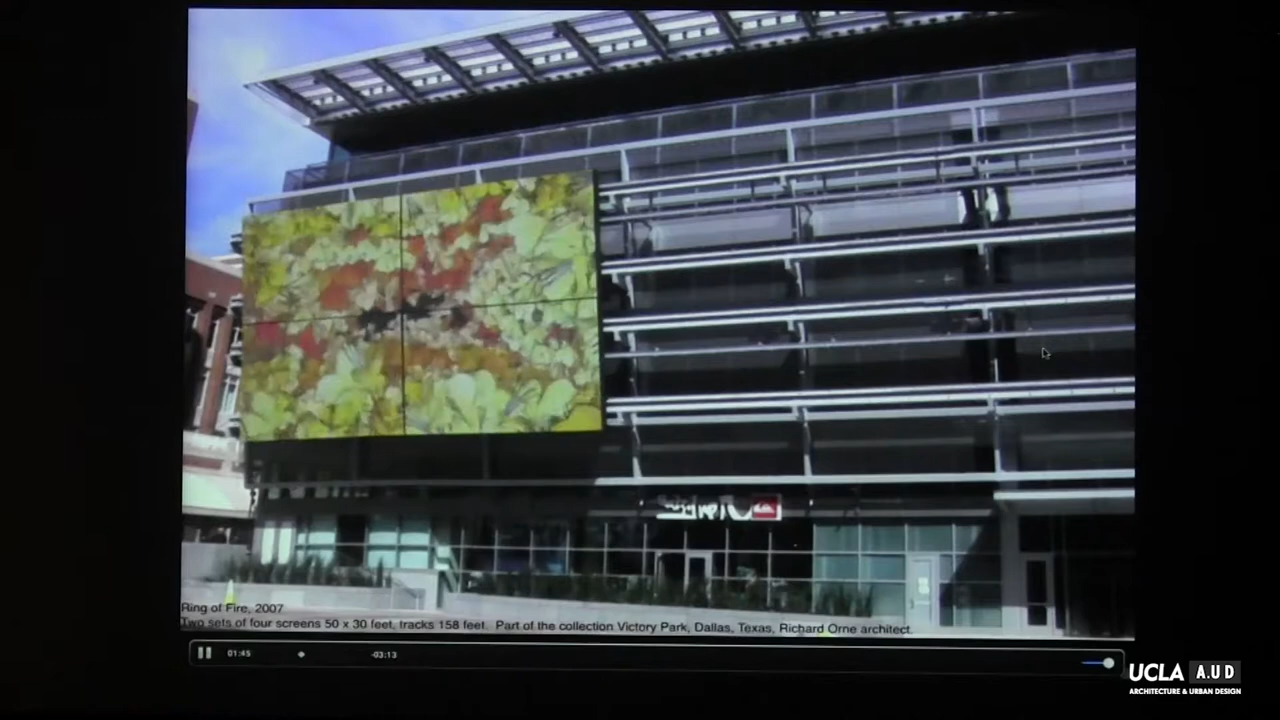 Ring of Fire, 2007
Two sets of four screens 50 x 30 feet, tracks 158 feet. Part of the collection Victory Park, Dallas, Texas, Richard Orne architect.
01:45
-03:13
UCLA A.UD
ARCHITECTURE & URBAN DESIGN